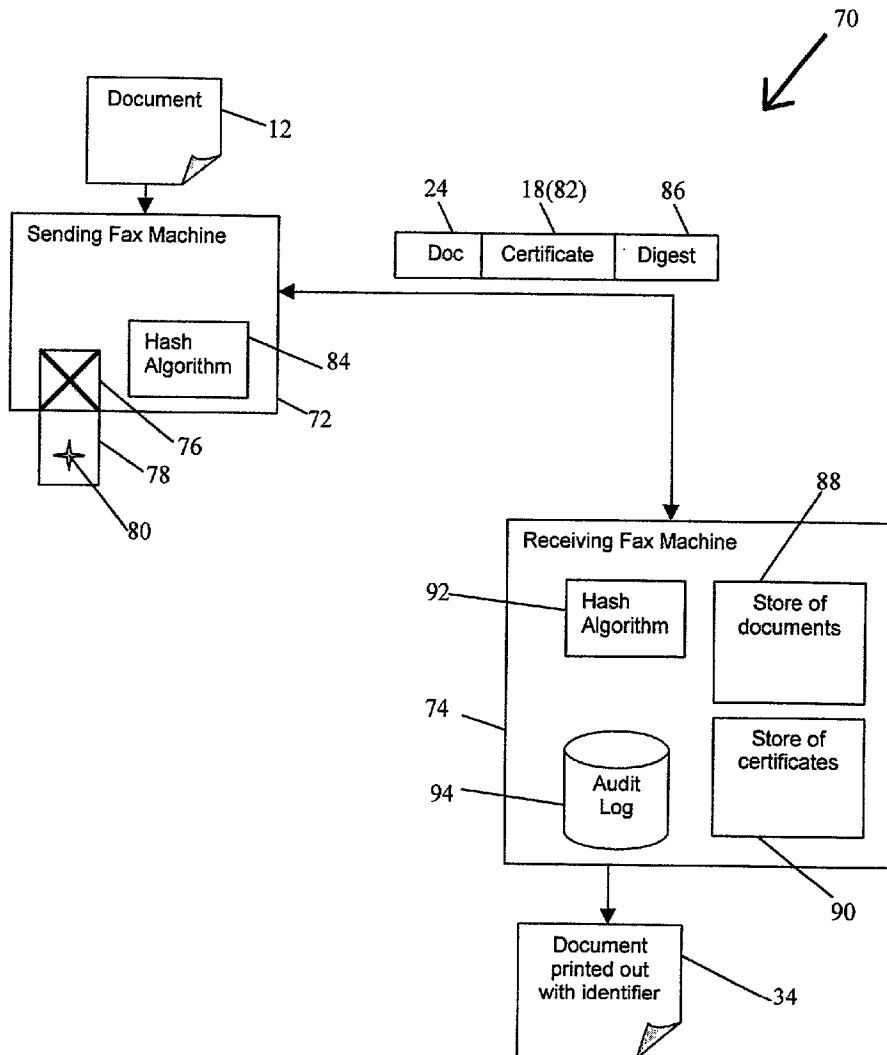 70
Document
12
24
18(82)
86
Sending Fax Machine
Doc
Certificate
Digest
Hash
Algorithm
84
72
76
78
80
88
Receiving Fax Machine
92
Hash
Algorithm
Store of
documents
74
Store of
certificates
94
Audit
Log
90
Document
printed out
with identifier
34